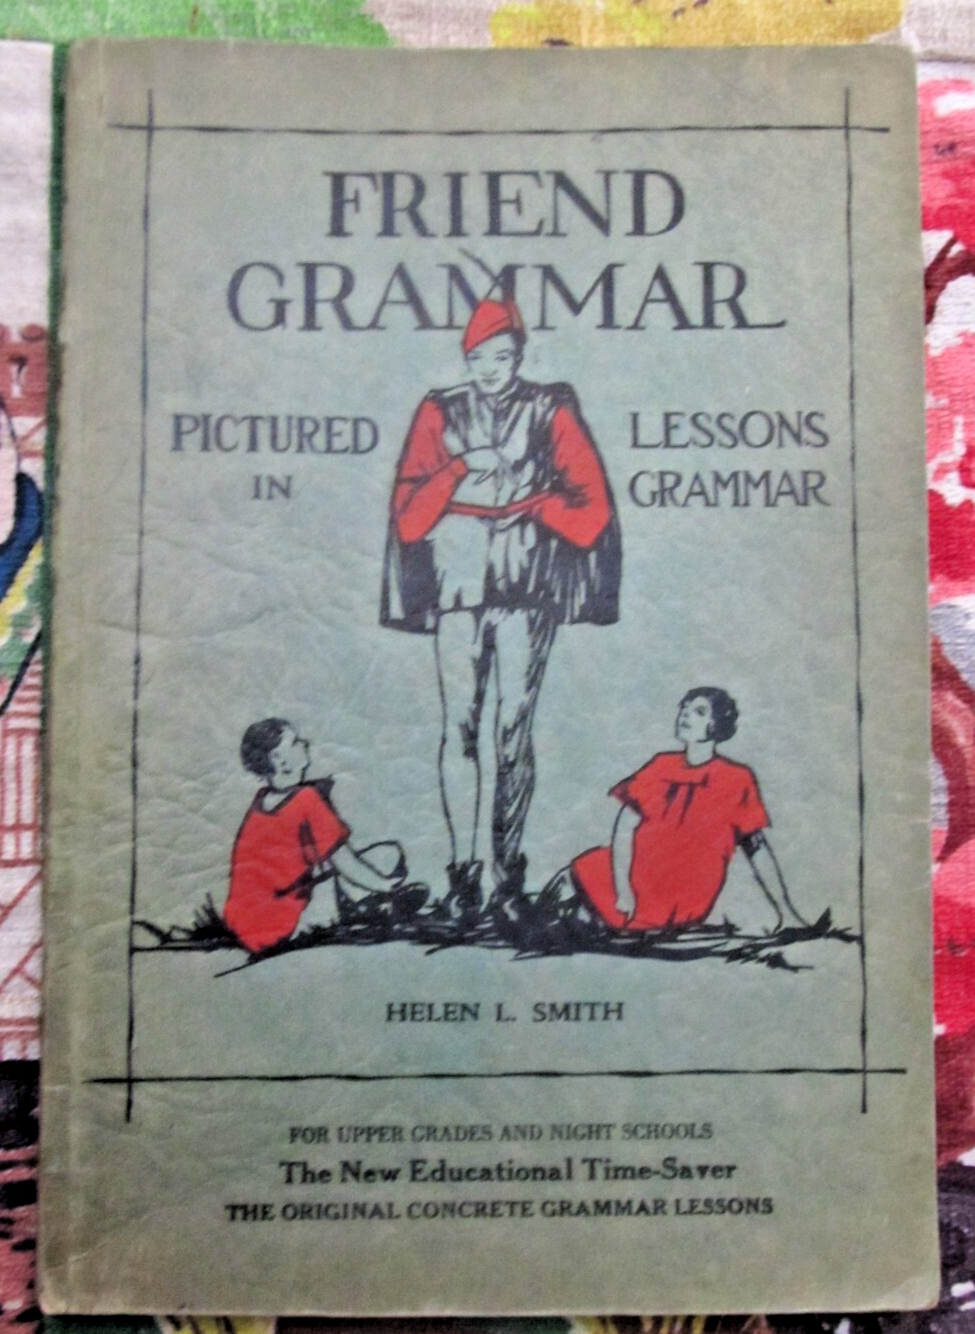 FRIEND
GRAMMAR
PICTURED LESSONS
IN GRAMMAR
HELEN L. SMITH
FOR UPPER GRADES AND NIGHT SCHOOLS
The New Educational Time-Saver
THE ORIGINAL CONCRETE GRAMMAR LESSONS